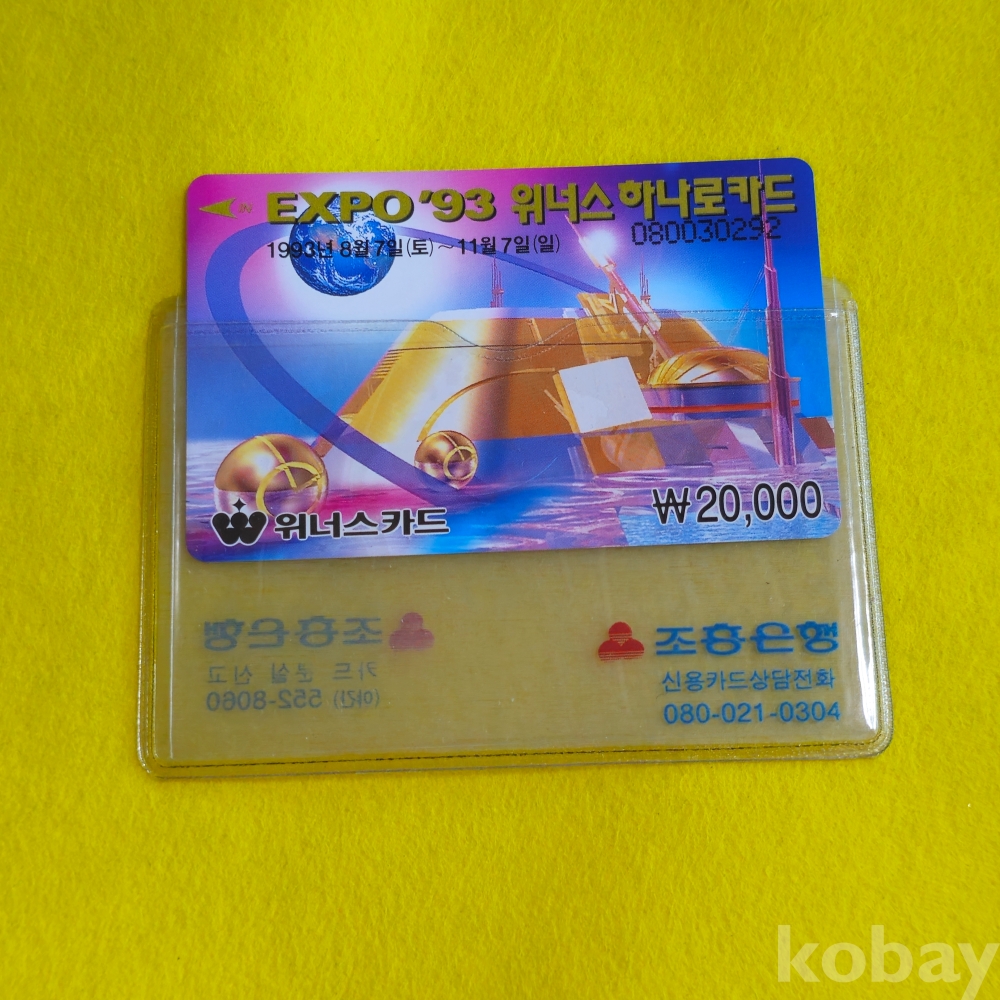 IN EXPO '93 위너스 하나로카드
080030292
1993년 8월 7일(토)~11월 7일(일)
위너스카드
₩20,000
조흥은행
카드분실신고
(야간) 552-8060
조흥은행
신용카드상담전화
080-021-0304
kobay